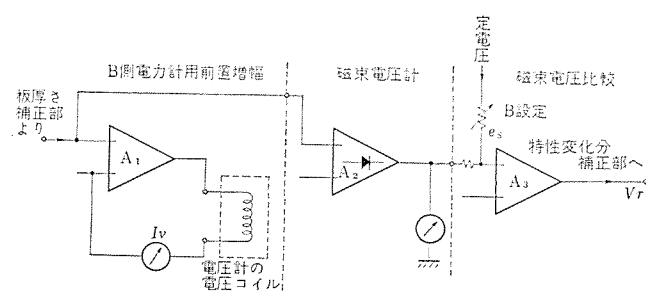 定電圧
B側電力計用前置増幅
磁束電圧計
磁束電圧比較
板厚さ
補正部
より
B設定
es
特性変化分
補正部へ
A1
A2
A3
Vr
Iv
電圧計の
電圧コイル